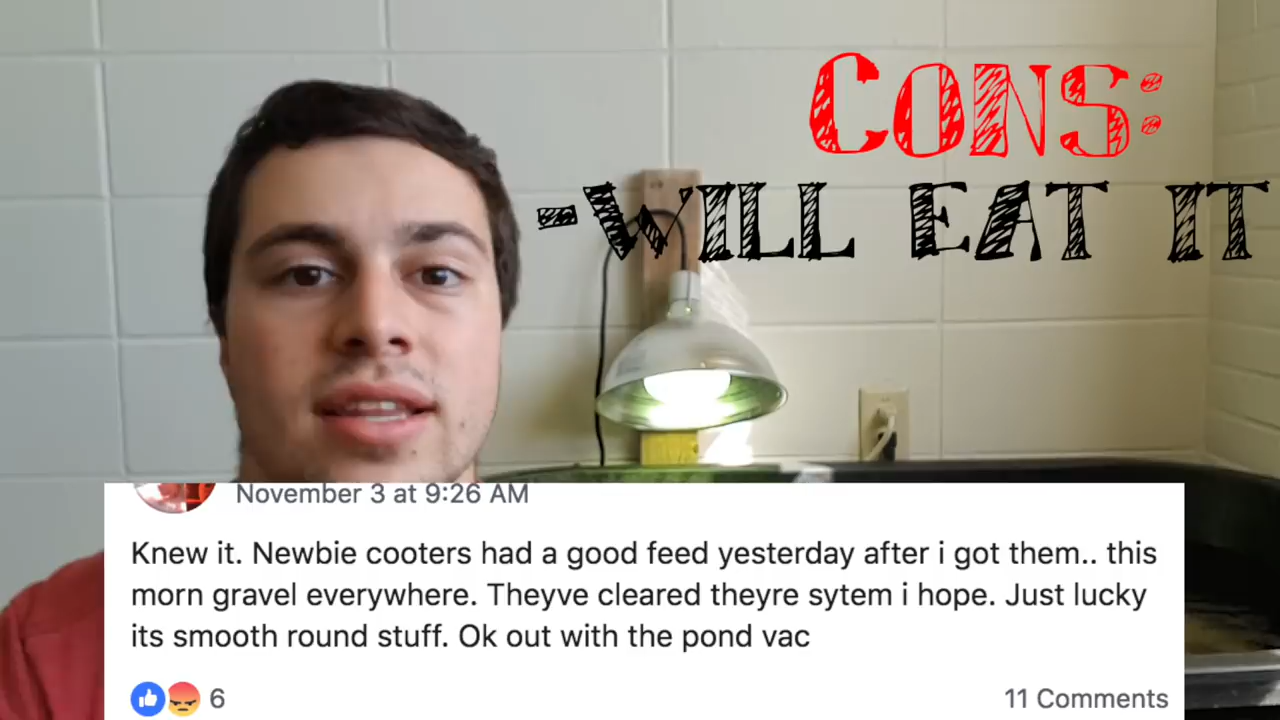 CONS:
-WILL EAT IT
November 3 at 9:26 AM
Knew it. Newbie cooters had a good feed yesterday after i got them.. this
morn gravel everywhere. Theyve cleared theyre sytem i hope. Just lucky
its smooth round stuff. Ok out with the pond vac
6
11 Comments